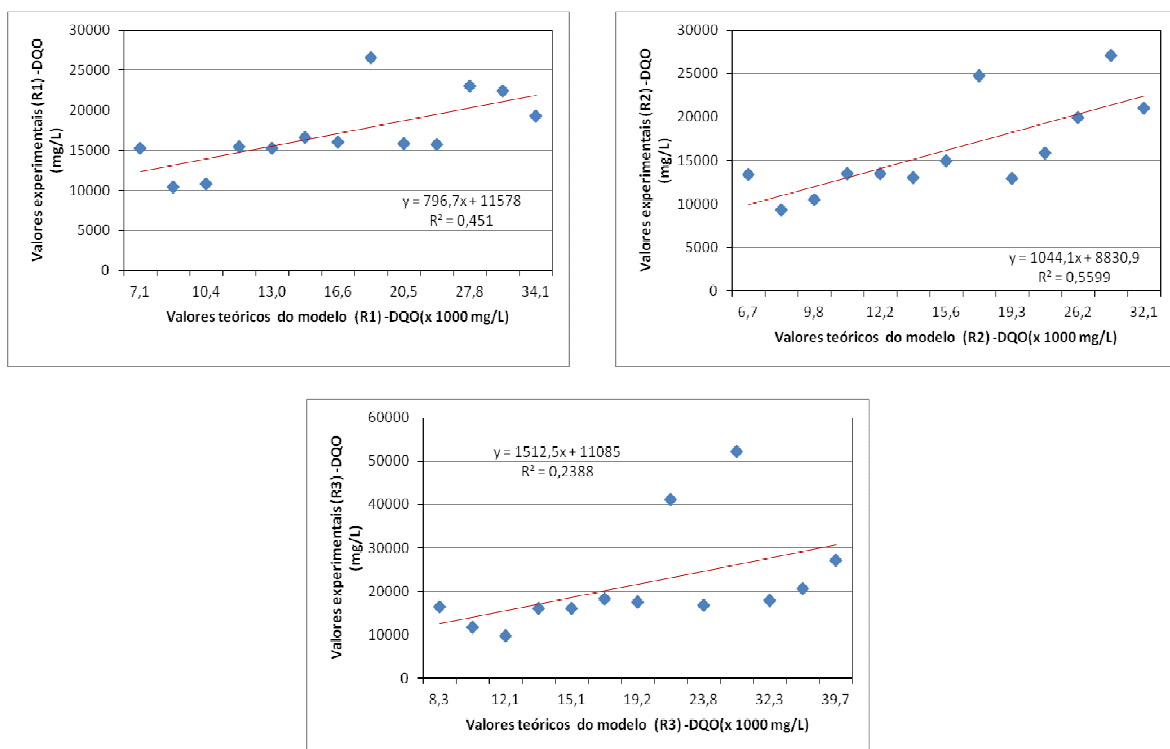 Valores experimentais (R1) -DQO
(mg/L)
30000
25000
20000
15000
10000
5000
0
y = 796,7x + 11578
R² = 0,451
7,1 10,4 13,0 16,6 20,5 27,8 34,1
Valores teóricos do modelo (R1) -DQO(x 1000 mg/L)
Valores experimentais (R2) -DQO
(mg/L)
30000
25000
20000
15000
10000
5000
0
y = 1044,1x + 8830,9
R² = 0,5599
6,7 9,8 12,2 15,6 19,3 26,2 32,1
Valores teóricos do modelo (R2) -DQO(x 1000 mg/L)
Valores experimentais (R3) -DQO
(mg/L)
60000
50000
40000
30000
20000
10000
0
y = 1512,5x + 11085
R² = 0,2388
8,3 12,1 15,1 19,2 23,8 32,3 39,7
Valores teóricos do modelo (R3) -DQO(x 1000 mg/L)